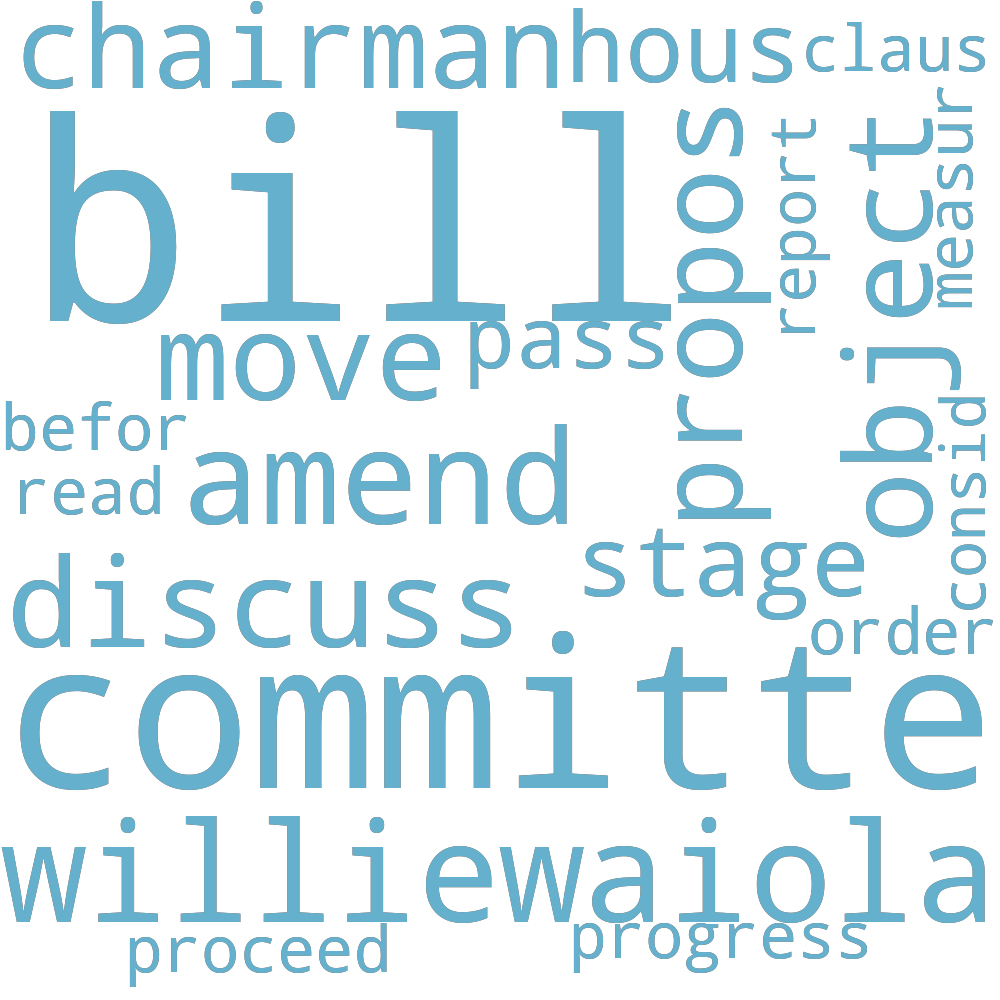 chairman
hous
claus
bill
propos
report
object
measur
move
pass
befor
read
amend
consid
stage
discuss
order
committe
williewaiola
proceed
progress